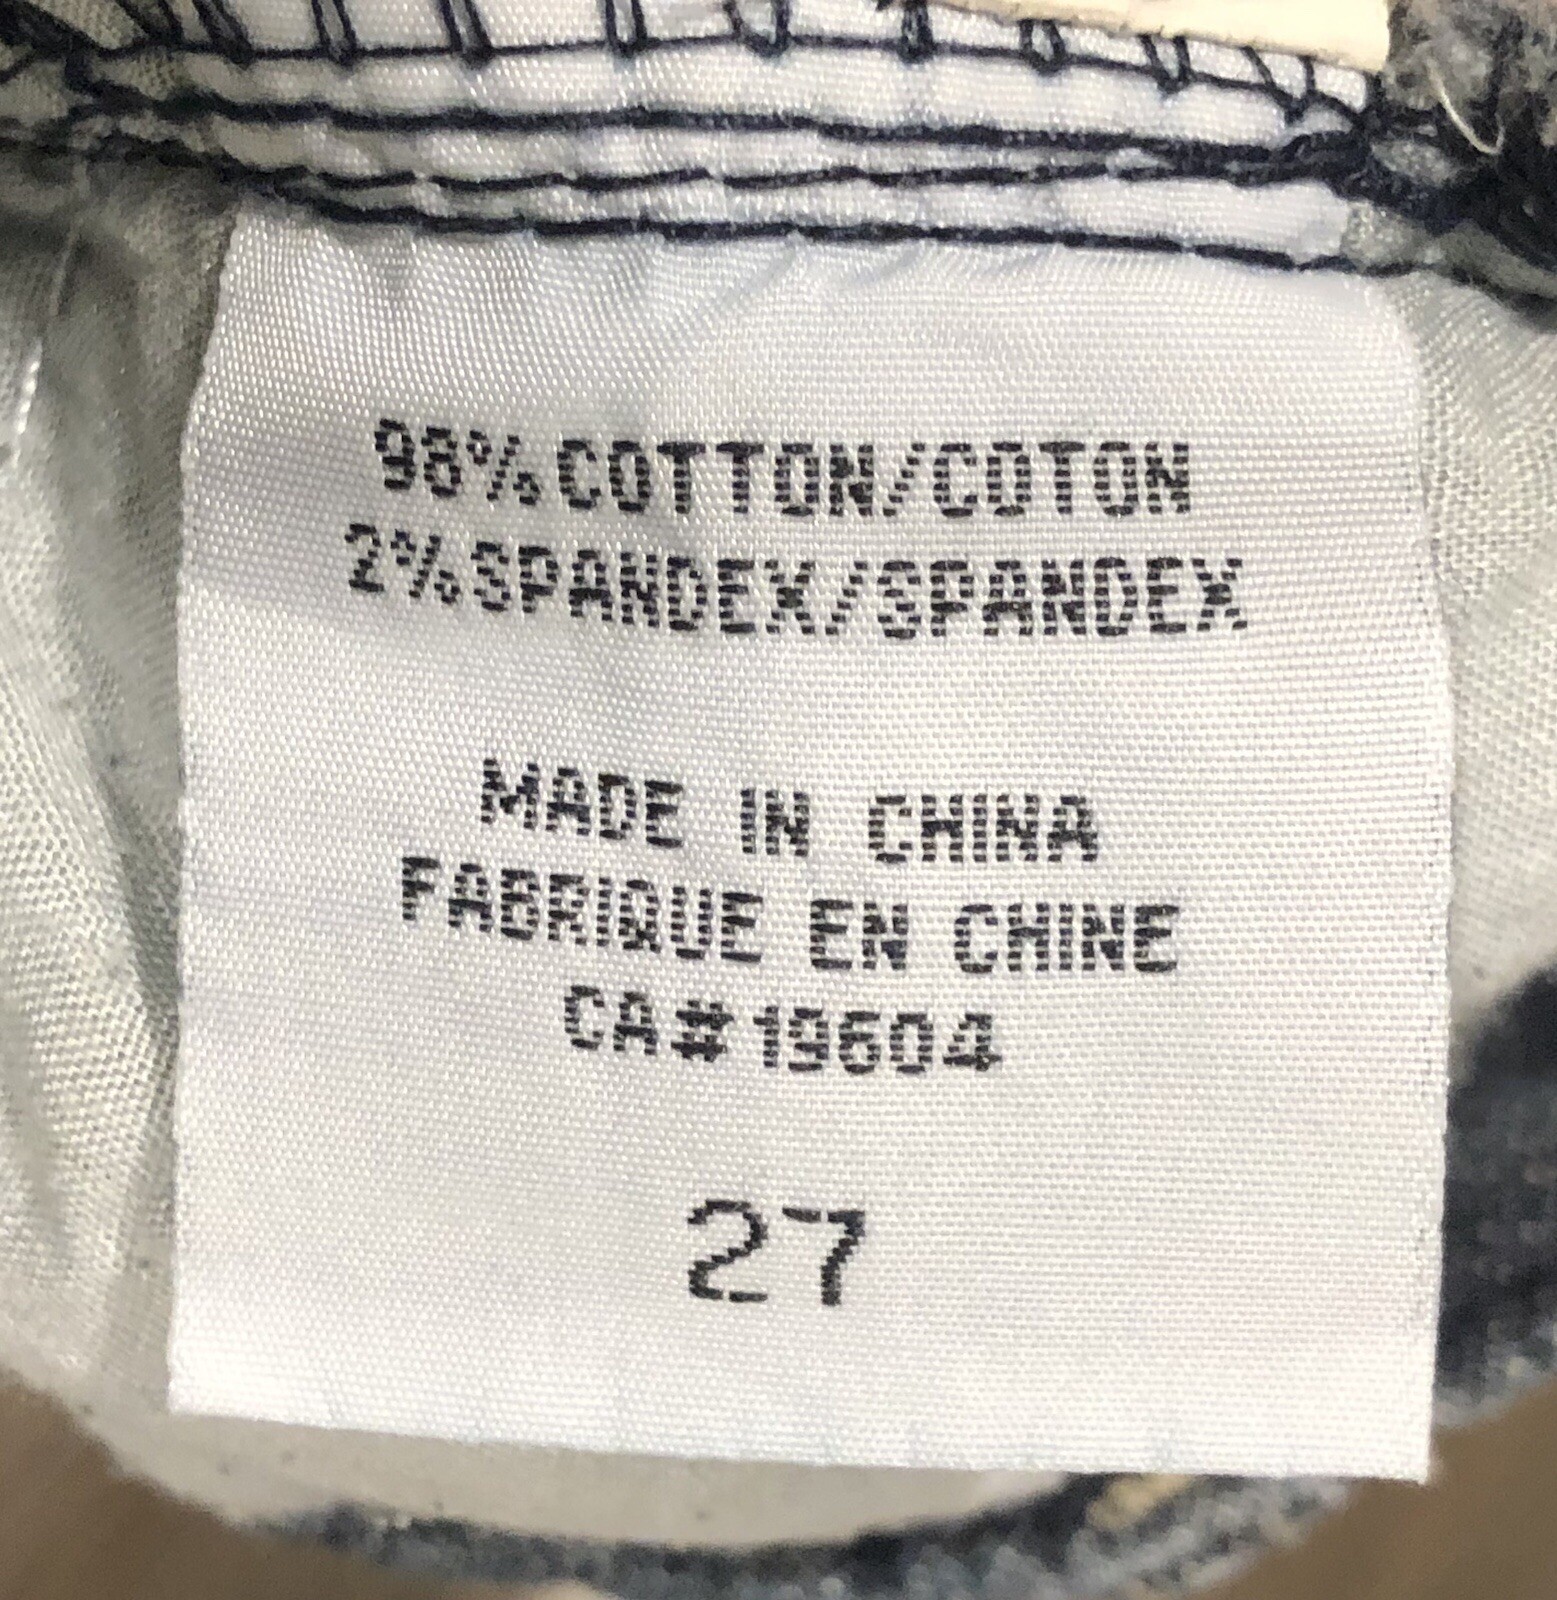 98% COTTON/COTON
2% SPANDEX/SPANDEX
MADE IN CHINA
FABRIQUE EN CHINE
CA#19604
27